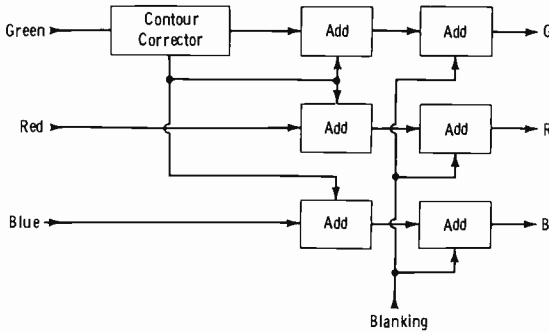 Green
Contour
Corrector
Add
Add
G
Red
Add
Add
R
Blue
Add
Add
B
Blanking